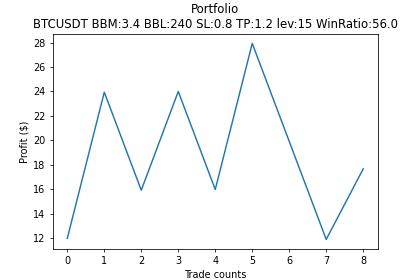 Portfolio
BTCUSDT BBM:3.4 BBL:240 SL:0.8 TP:1.2 lev:15 WinRatio:56.0
28
26
24
22
20
18
16
14
12
Profit ($)
0 1 2 3 4 5 6 7 8
Trade counts